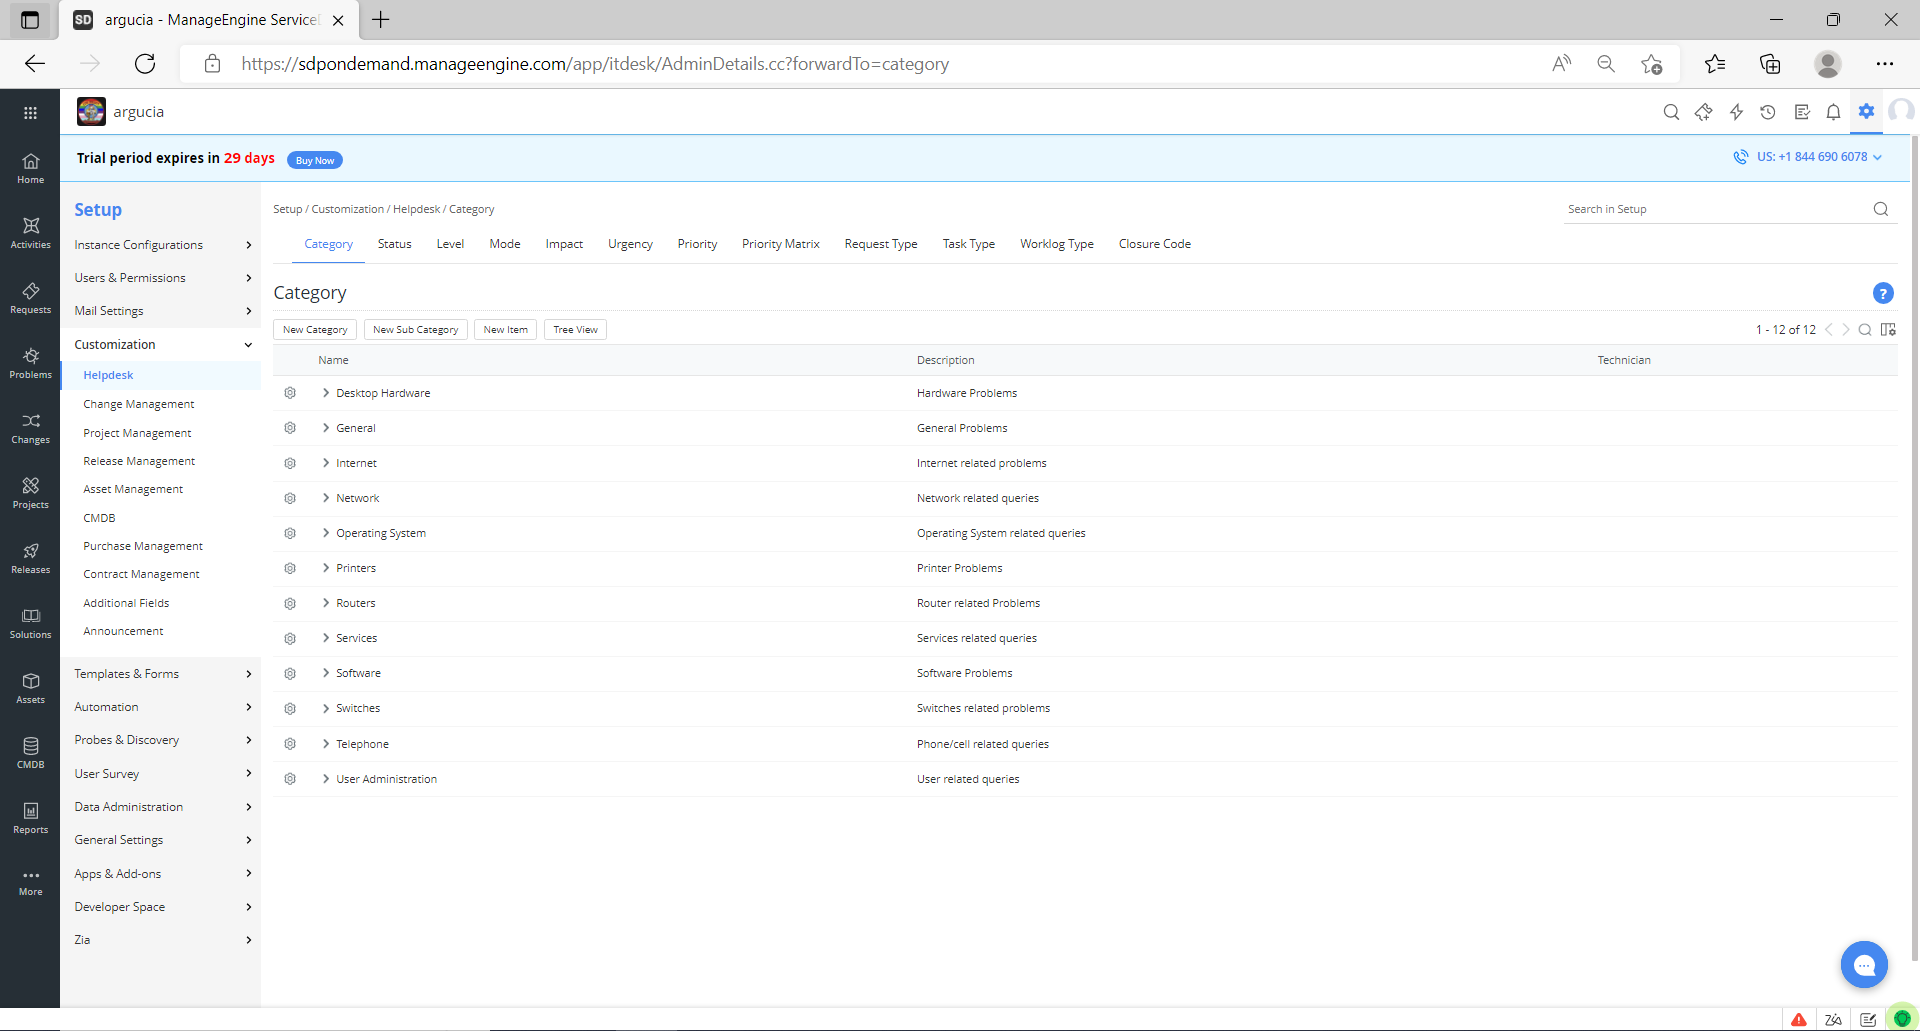 SD argucia - ManageEngine Service
https://sdpondemand.manageengine.com/app/itdesk/AdminDetails.cc?forwardTo=category
argucia
Trial period expires in 29 days Buy Now
US: +1 844 690 6078
Home
Activities
Requests
Problems
Changes
Projects
Releases
Solutions
Assets
CMDB
Reports
More
Setup
Instance Configurations
Users & Permissions
Mail Settings
Customization
Helpdesk
Change Management
Project Management
Release Management
Asset Management
CMDB
Purchase Management
Contract Management
Additional Fields
Announcement
Templates & Forms
Automation
Probes & Discovery
User Survey
Data Administration
General Settings
Apps & Add-ons
Developer Space
Zia
Setup / Customization / Helpdesk / Category
Search in Setup
Category Status Level Mode Impact Urgency Priority Priority Matrix Request Type Task Type Worklog Type Closure Code
Category
?
New Category New Sub Category New Item Tree View
1 - 12 of 12
Name Description Technician
Desktop Hardware Hardware Problems
General General Problems
Internet Internet related problems
Network Network related queries
Operating System Operating System related queries
Printers Printer Problems
Routers Router related Problems
Services Services related queries
Software Software Problems
Switches Switches related problems
Telephone Phone/cell related queries
User Administration User related queries